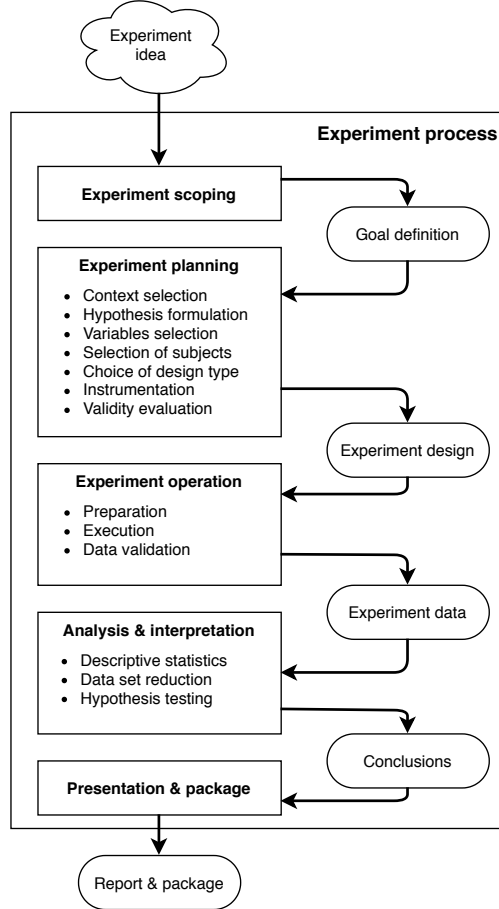 Experiment
idea
Experiment process
Experiment scoping
Goal definition
Experiment planning
• Context selection
• Hypothesis formulation
• Variables selection
• Selection of subjects
• Choice of design type
• Instrumentation
• Validity evaluation
Experiment design
Experiment operation
• Preparation
• Execution
• Data validation
Experiment data
Analysis & interpretation
• Descriptive statistics
• Data set reduction
• Hypothesis testing
Conclusions
Presentation & package
Report & package